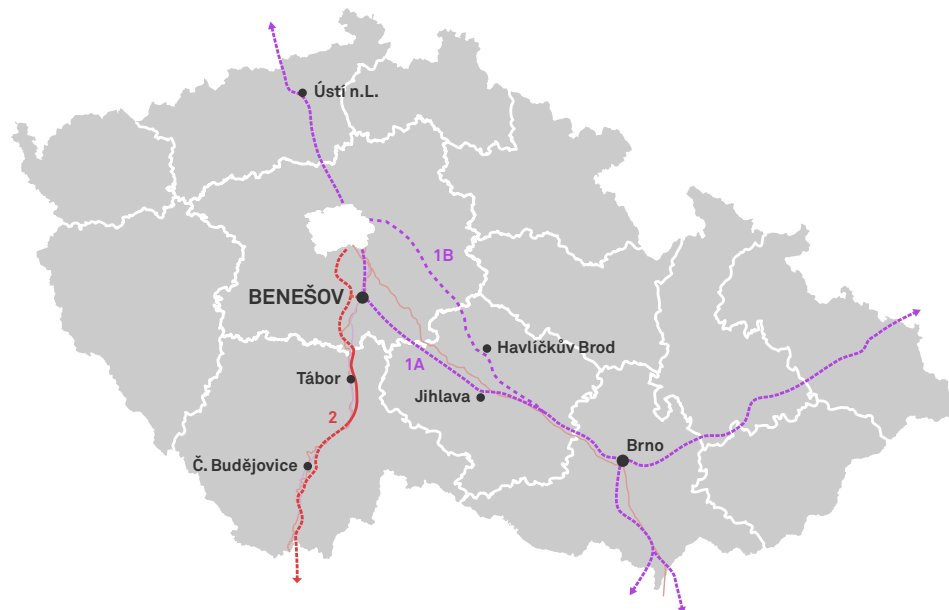 Ústí n.L.
1B
BENEŠOV
Havlíčkův Brod
1A
Tábor
Jihlava
2
Brno
Č. Budějovice